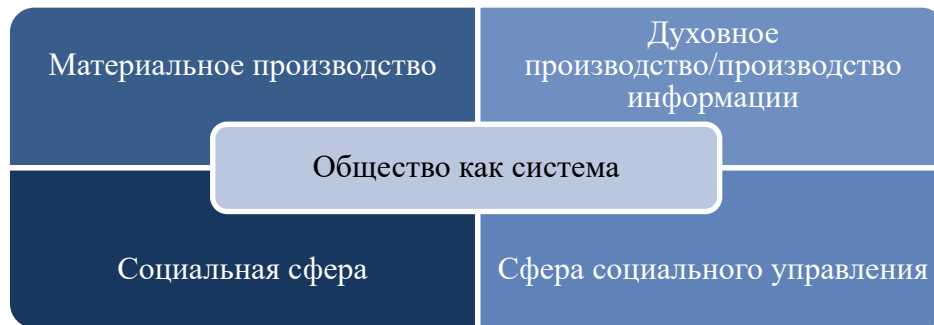 Материальное производство
Духовное
производство/производство
информации
Общество как система
Социальная сфера
Сфера социального управления